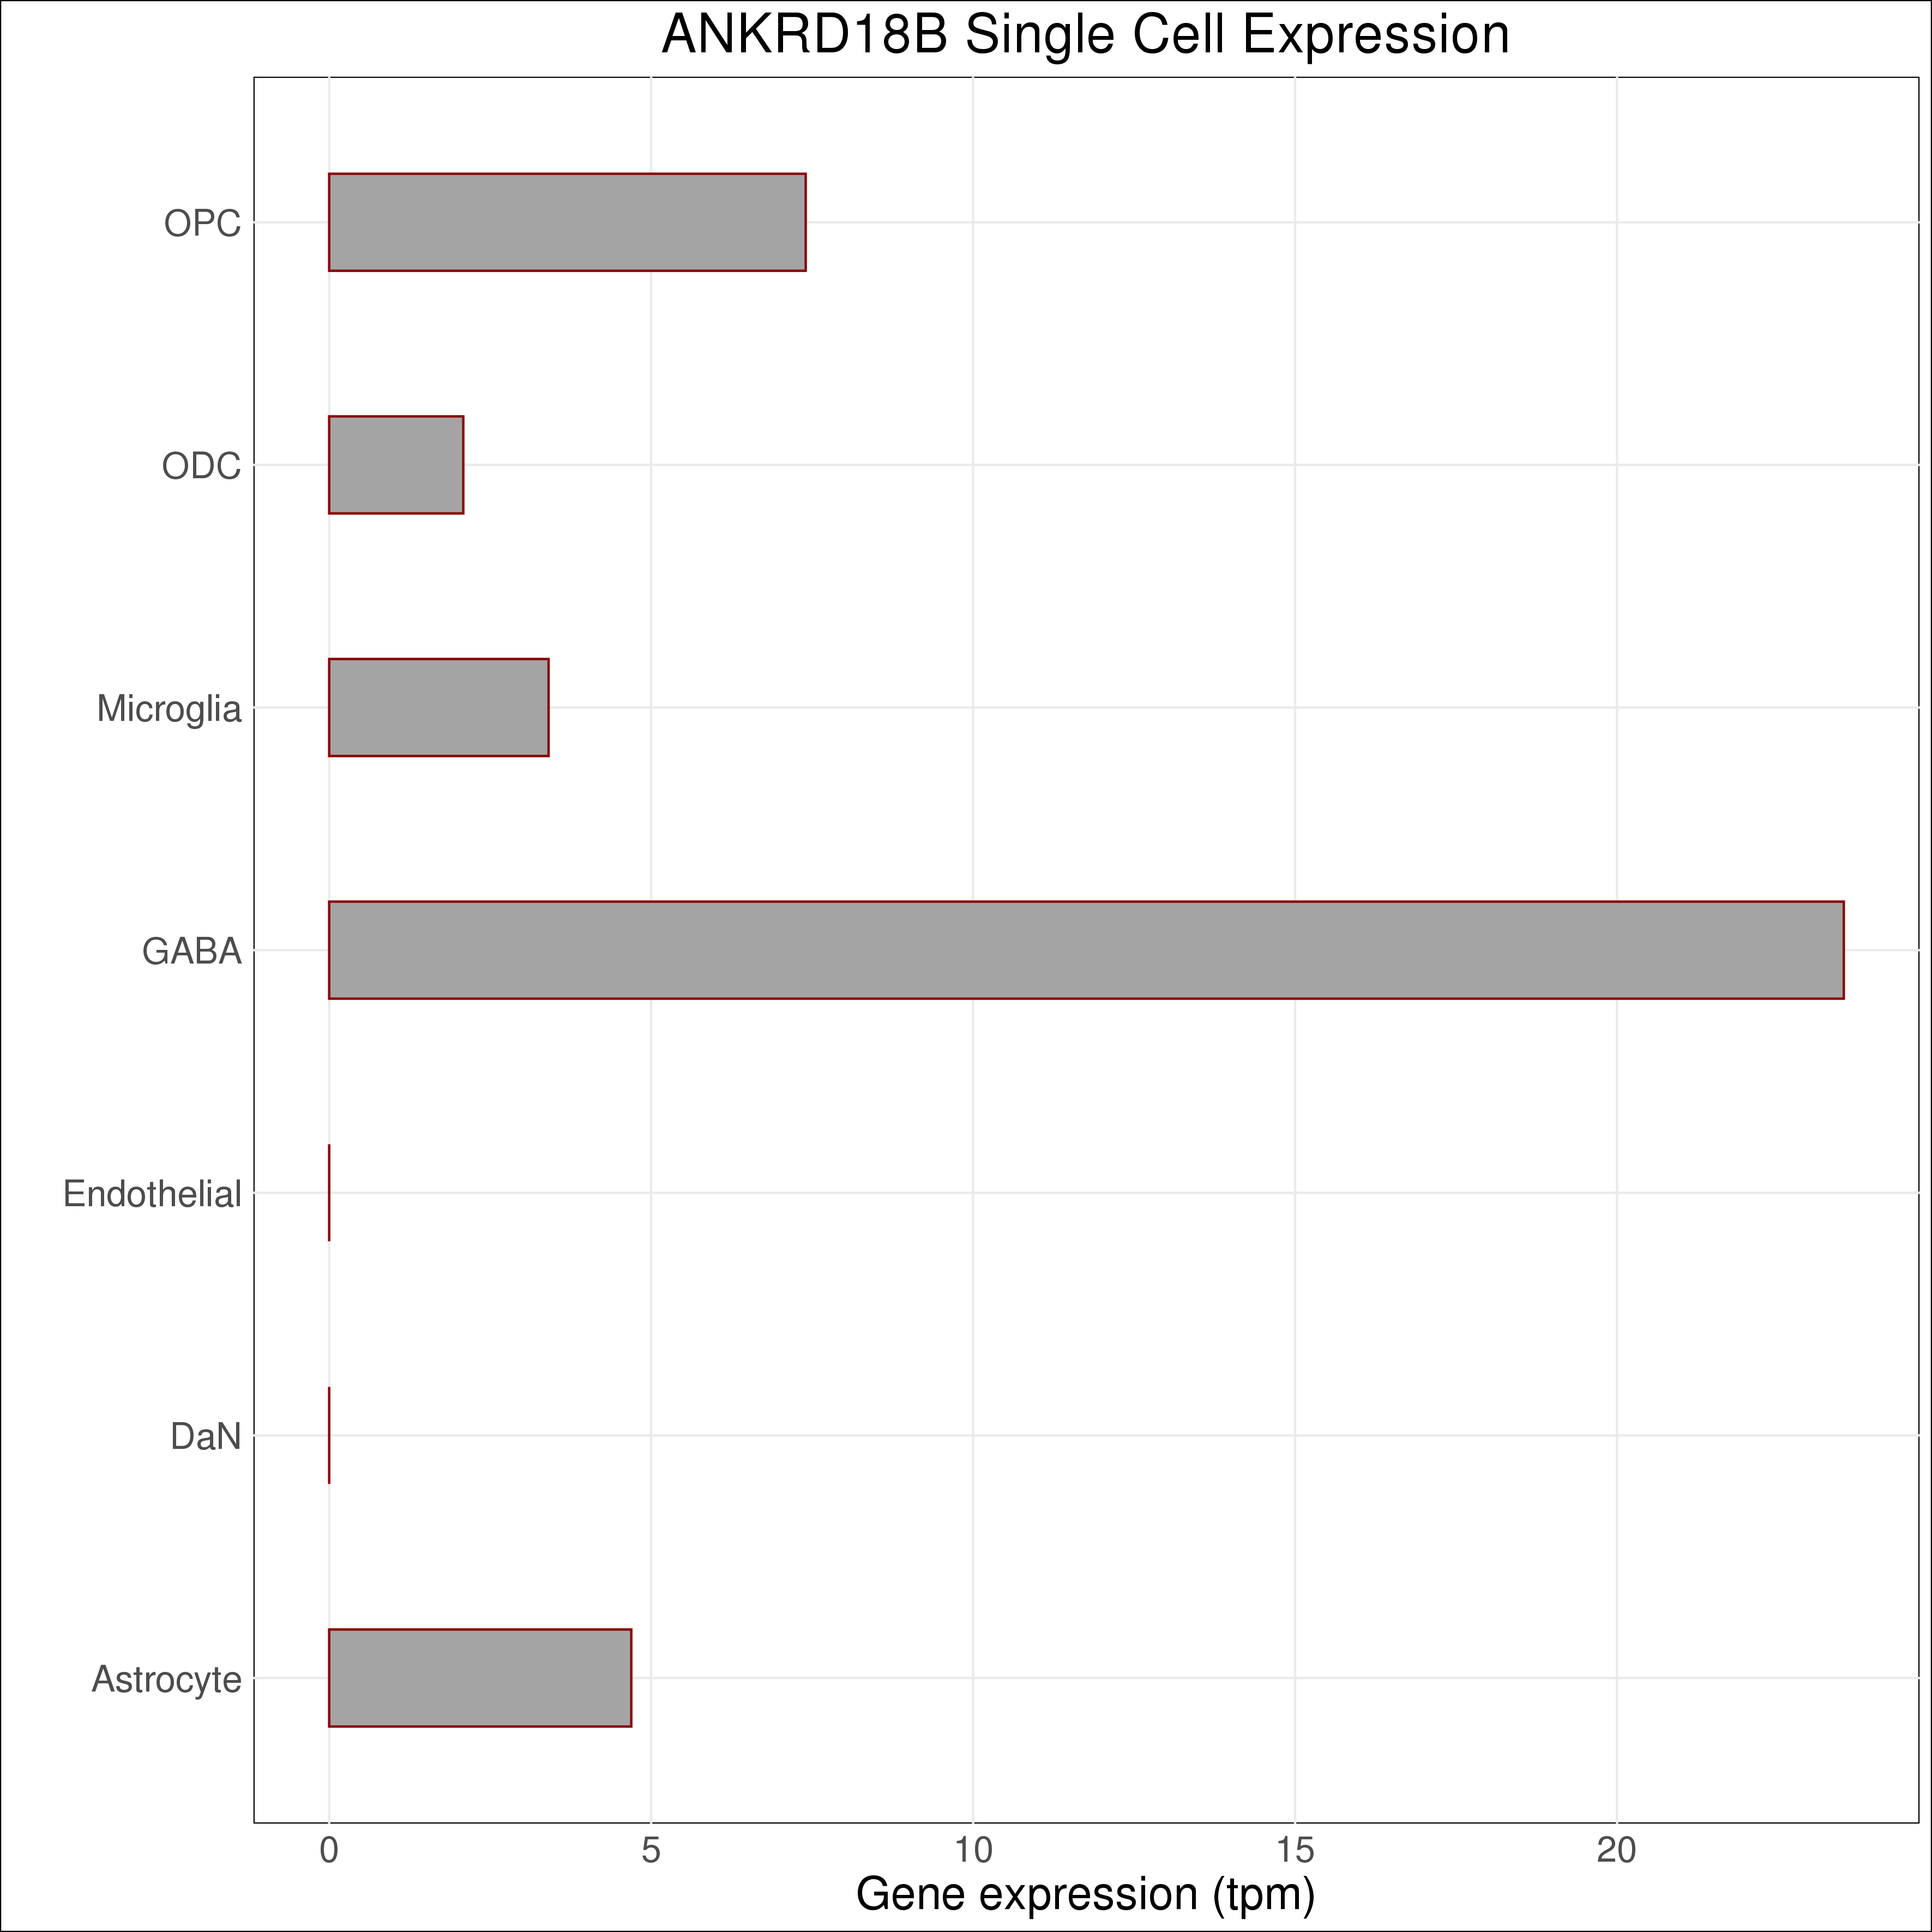 ANKRD18B Single Cell Expression
OPC
ODC
Microglia
GABA
Endothelial
DaN
Astrocyte
0 5 10 15 20
Gene expression (tpm)